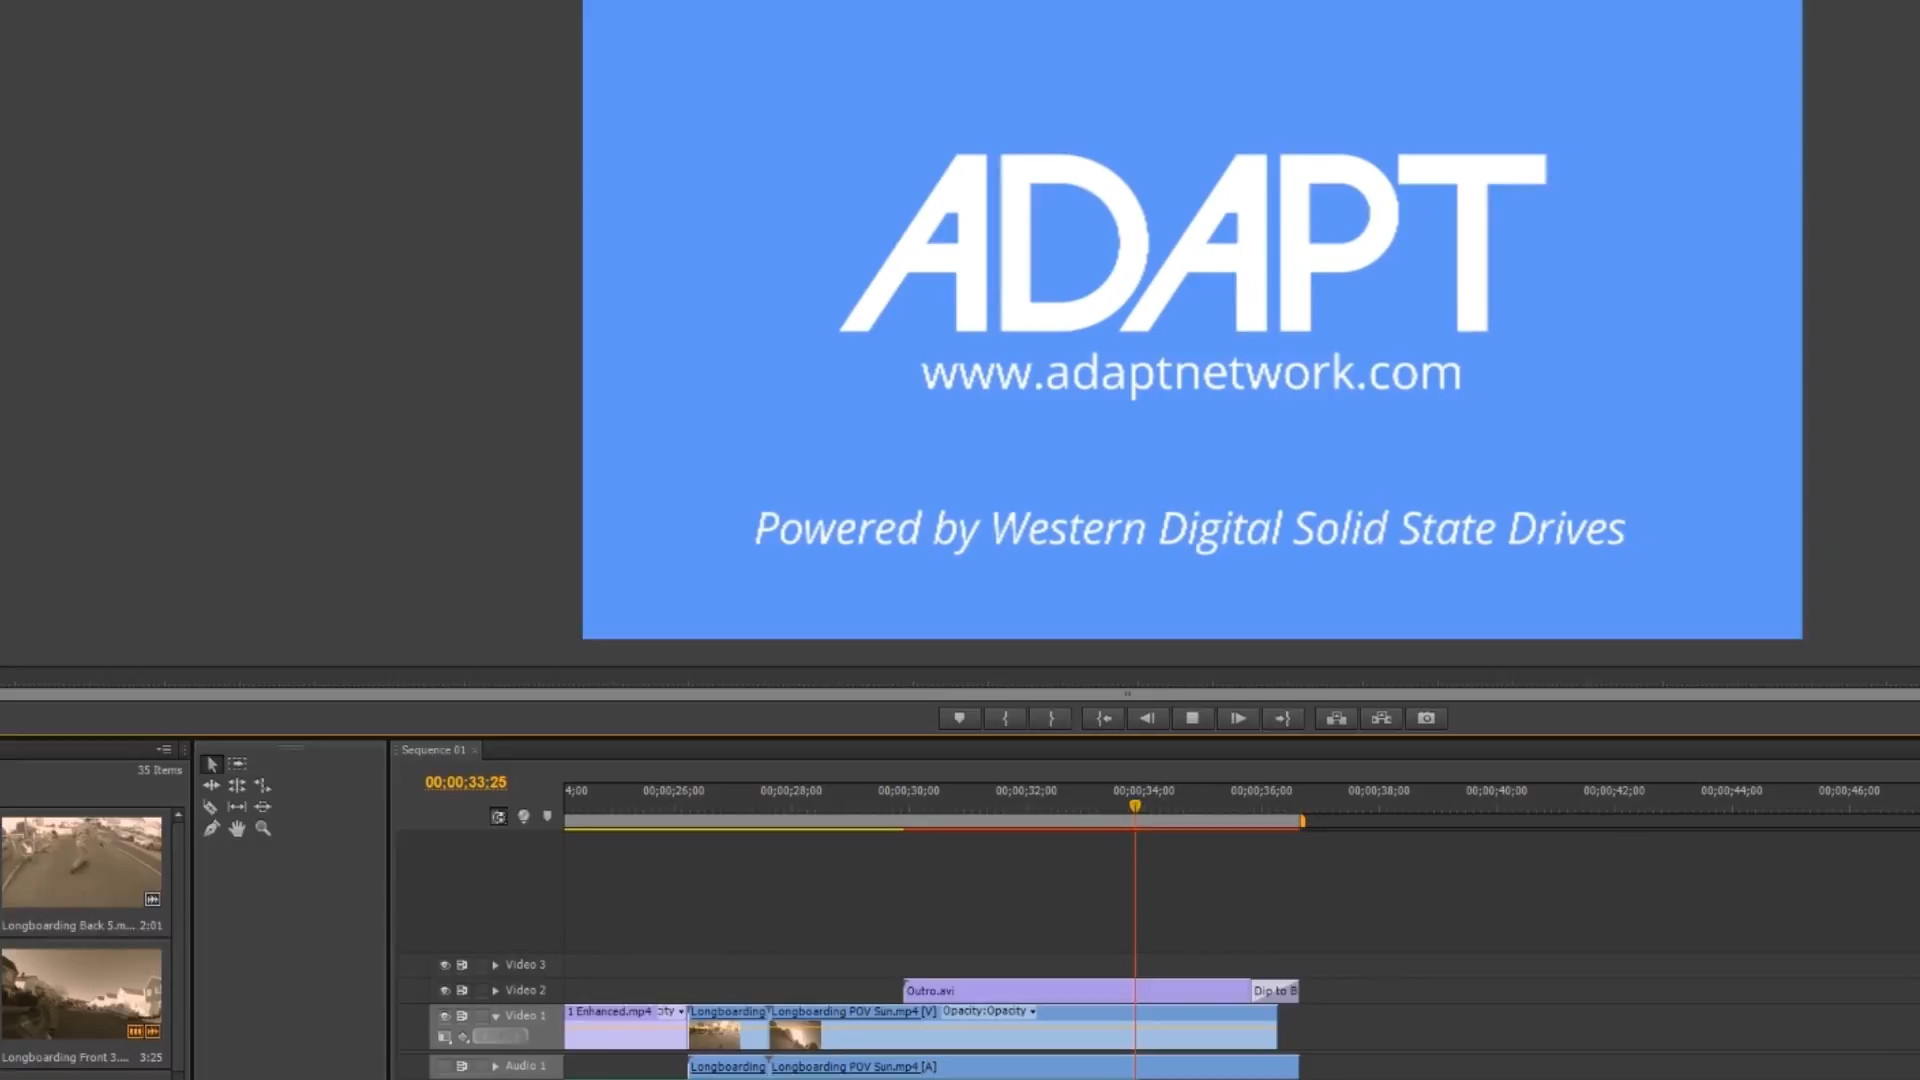 ADAPT
www.adaptnetwork.com
Powered by Western Digital Solid State Drives
35 Items
Sequence 01
00;00;33;25
4;00 00;00;26;00 00;00;28;00 00;00;30;00 00;00;32;00 00;00;34;00 00;00;36;00 00;00;38;00 00;00;40;00 00;00;42;00 00;00;44;00 00;00;46;00
Longboarding Back 5.m... 2:01
Video 3
Video 2 Outro.avi Dip to B
Video 1 1 Enhanced.mp4 ity Longboarding Longboarding POV Sun.mp4 [V] Opacity:Opacity
Longboarding Front 3.... 3:25
Audio 1 Longboarding Longboarding POV Sun.mp4 [A]